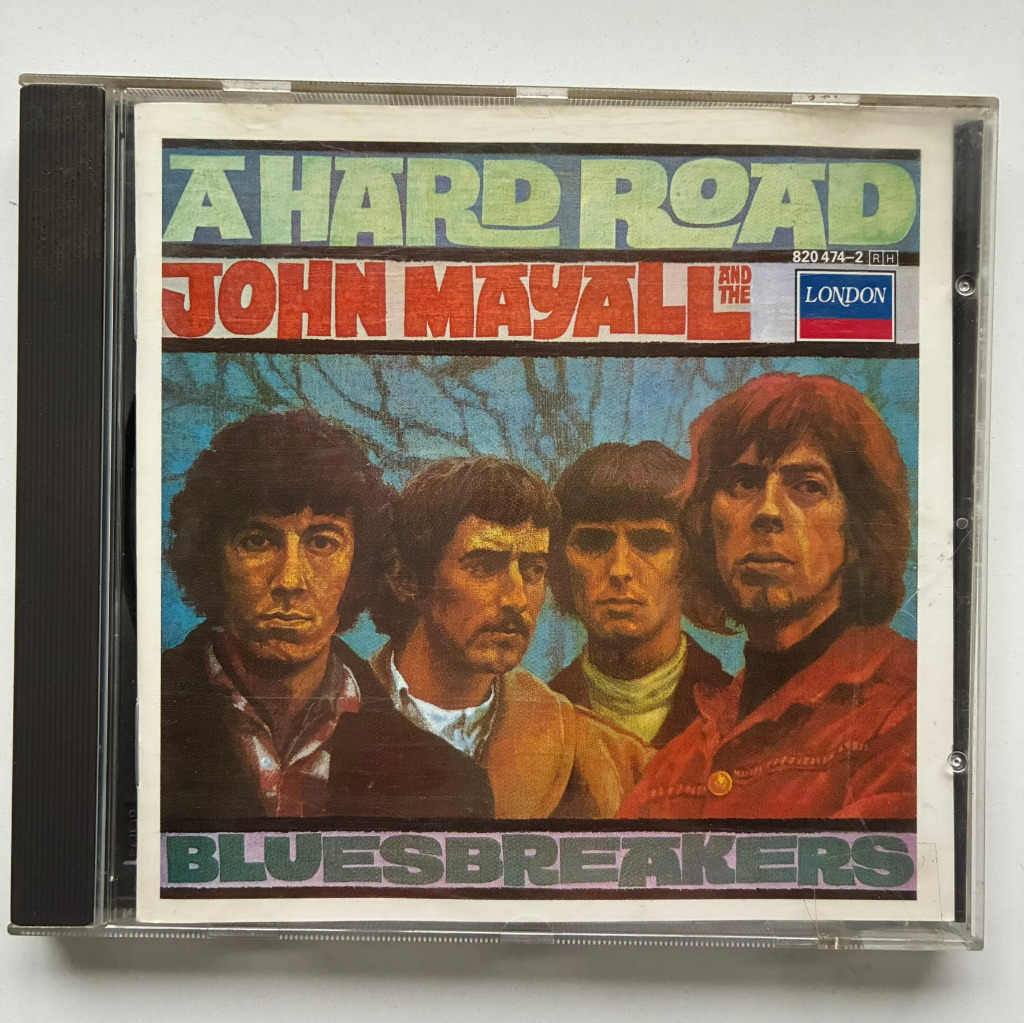 A HARD ROAD
820 474-2 RH
JOHN MAYALL AND THE
LONDON
BLUESBREAKERS